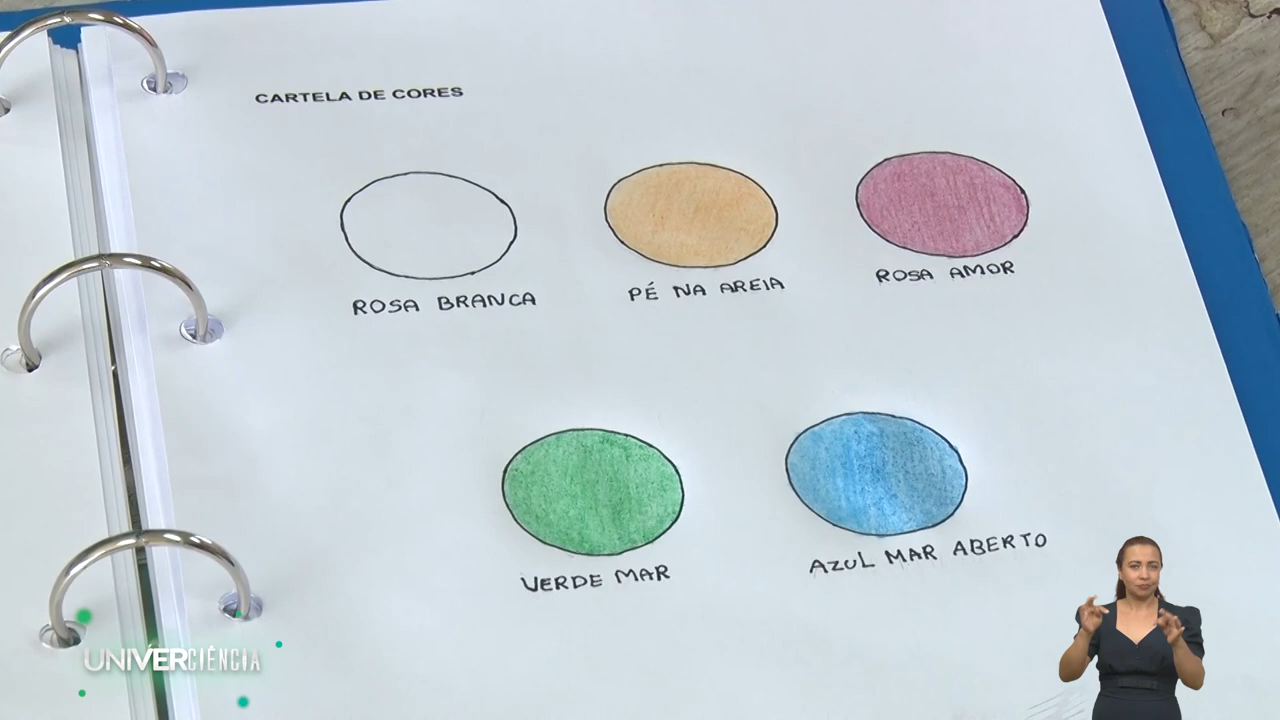 CARTELA DE CORES
ROSA BRANCA
PÉ NA AREIA
ROSA AMOR
VERDE MAR
AZUL MAR ABERTO
UNIVERCIÊNCIA